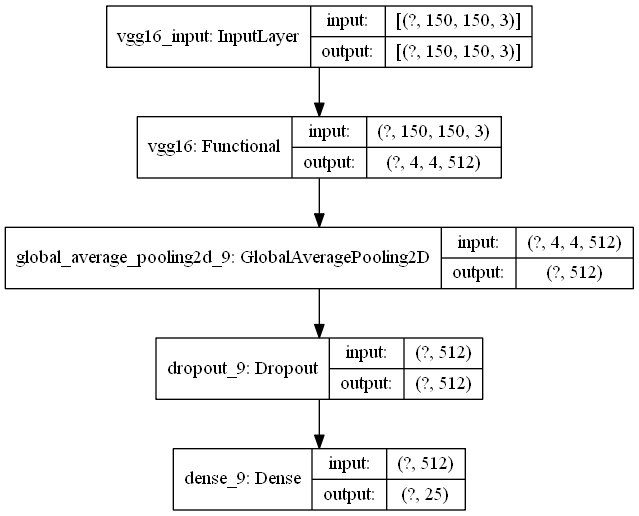 vgg16_input: InputLayer
input: [(?, 150, 150, 3)]
output: [(?, 150, 150, 3)]
vgg16: Functional
input: (?, 150, 150, 3)
output: (?, 4, 4, 512)
global_average_pooling2d_9: GlobalAveragePooling2D
input: (?, 4, 4, 512)
output: (?, 512)
dropout_9: Dropout
input: (?, 512)
output: (?, 512)
dense_9: Dense
input: (?, 512)
output: (?, 25)